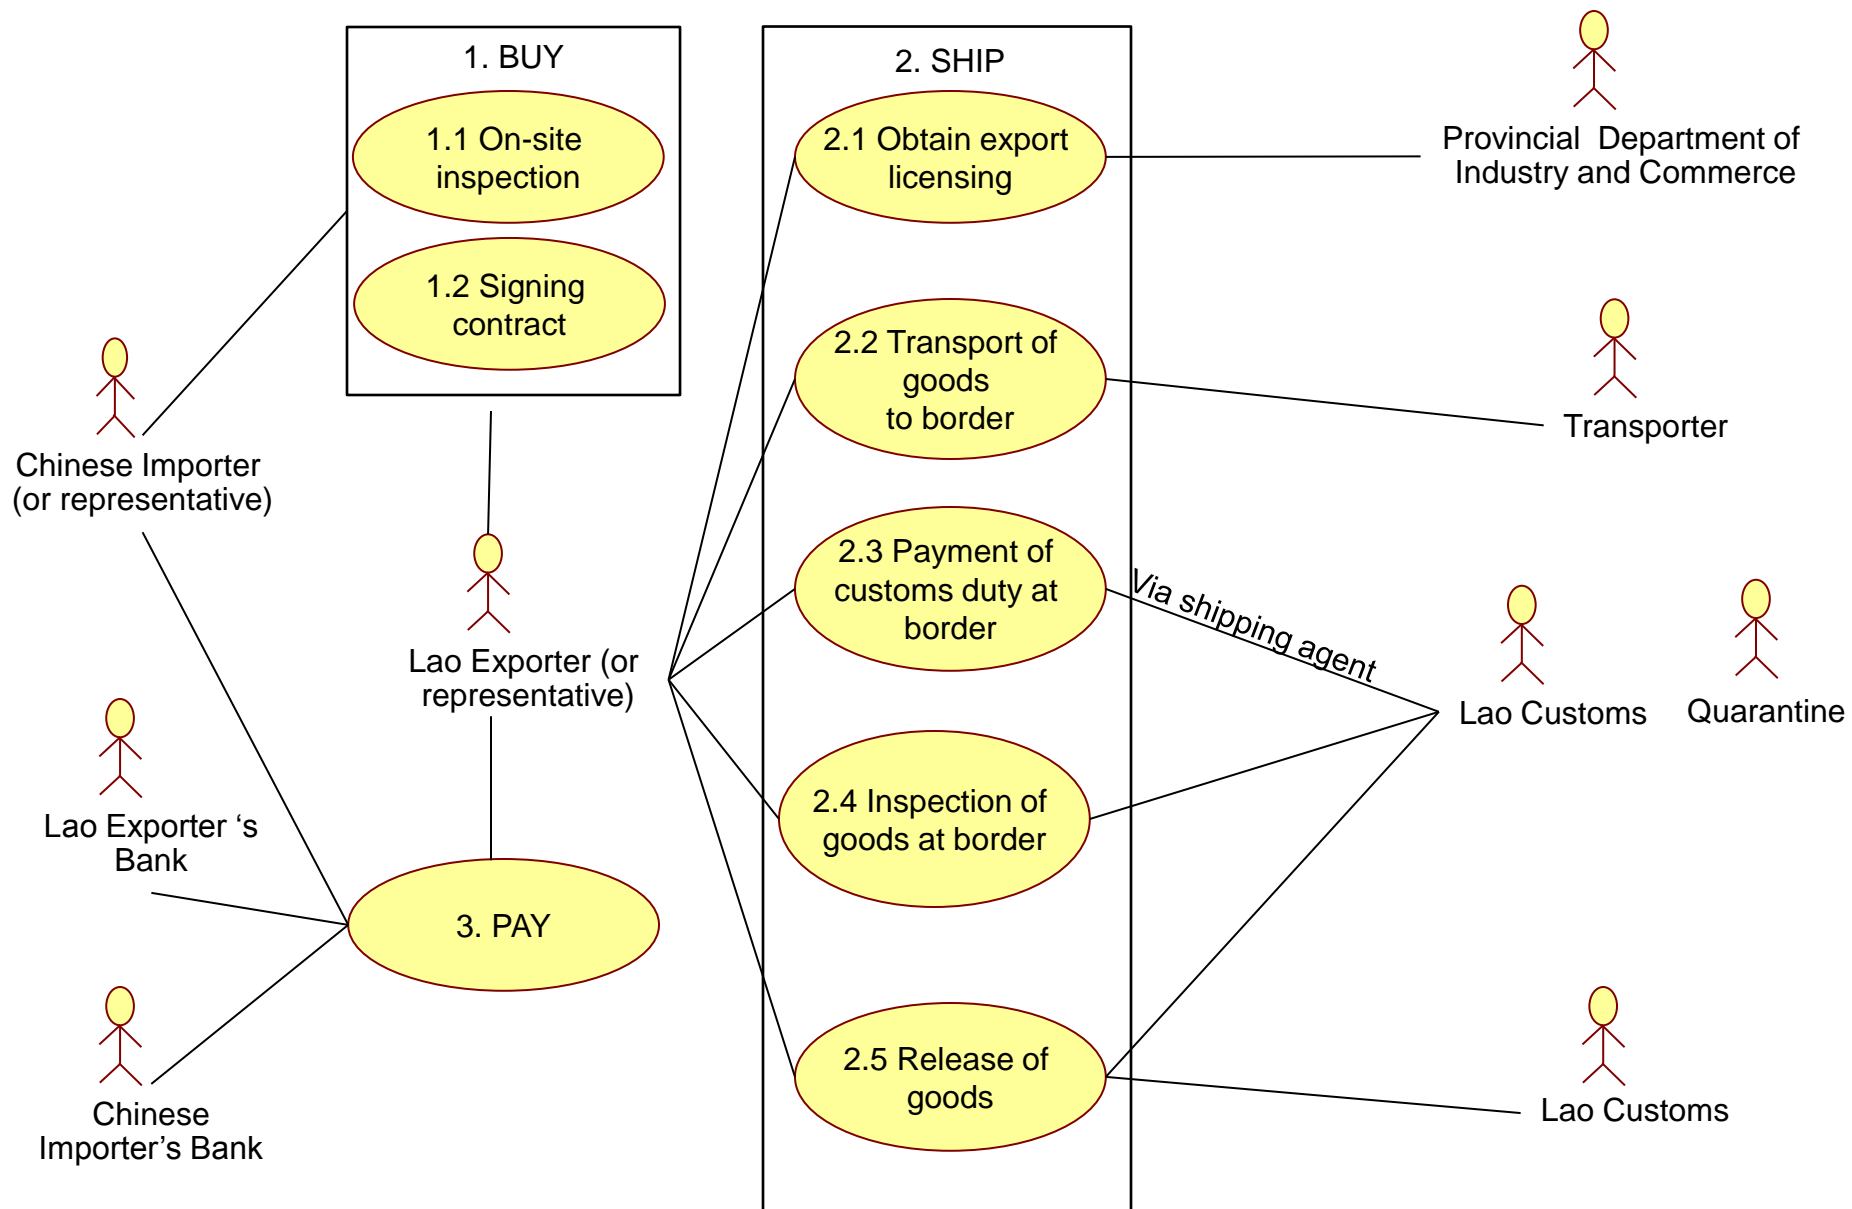 1. BUY
1.1 On-site
inspection
1.2 Signing
contract
2. SHIP
2.1 Obtain export
licensing
2.2 Transport of
goods
to border
2.3 Payment of
customs duty at
border
2.4 Inspection of
goods at border
2.5 Release of
goods
3. PAY
Chinese Importer
(or representative)
Lao Exporter (or
representative)
Lao Exporter ‘s
Bank
Chinese
Importer’s Bank
Provincial  Department of
Industry and Commerce
Transporter
Via shipping agent
Lao Customs
Quarantine
Lao Customs